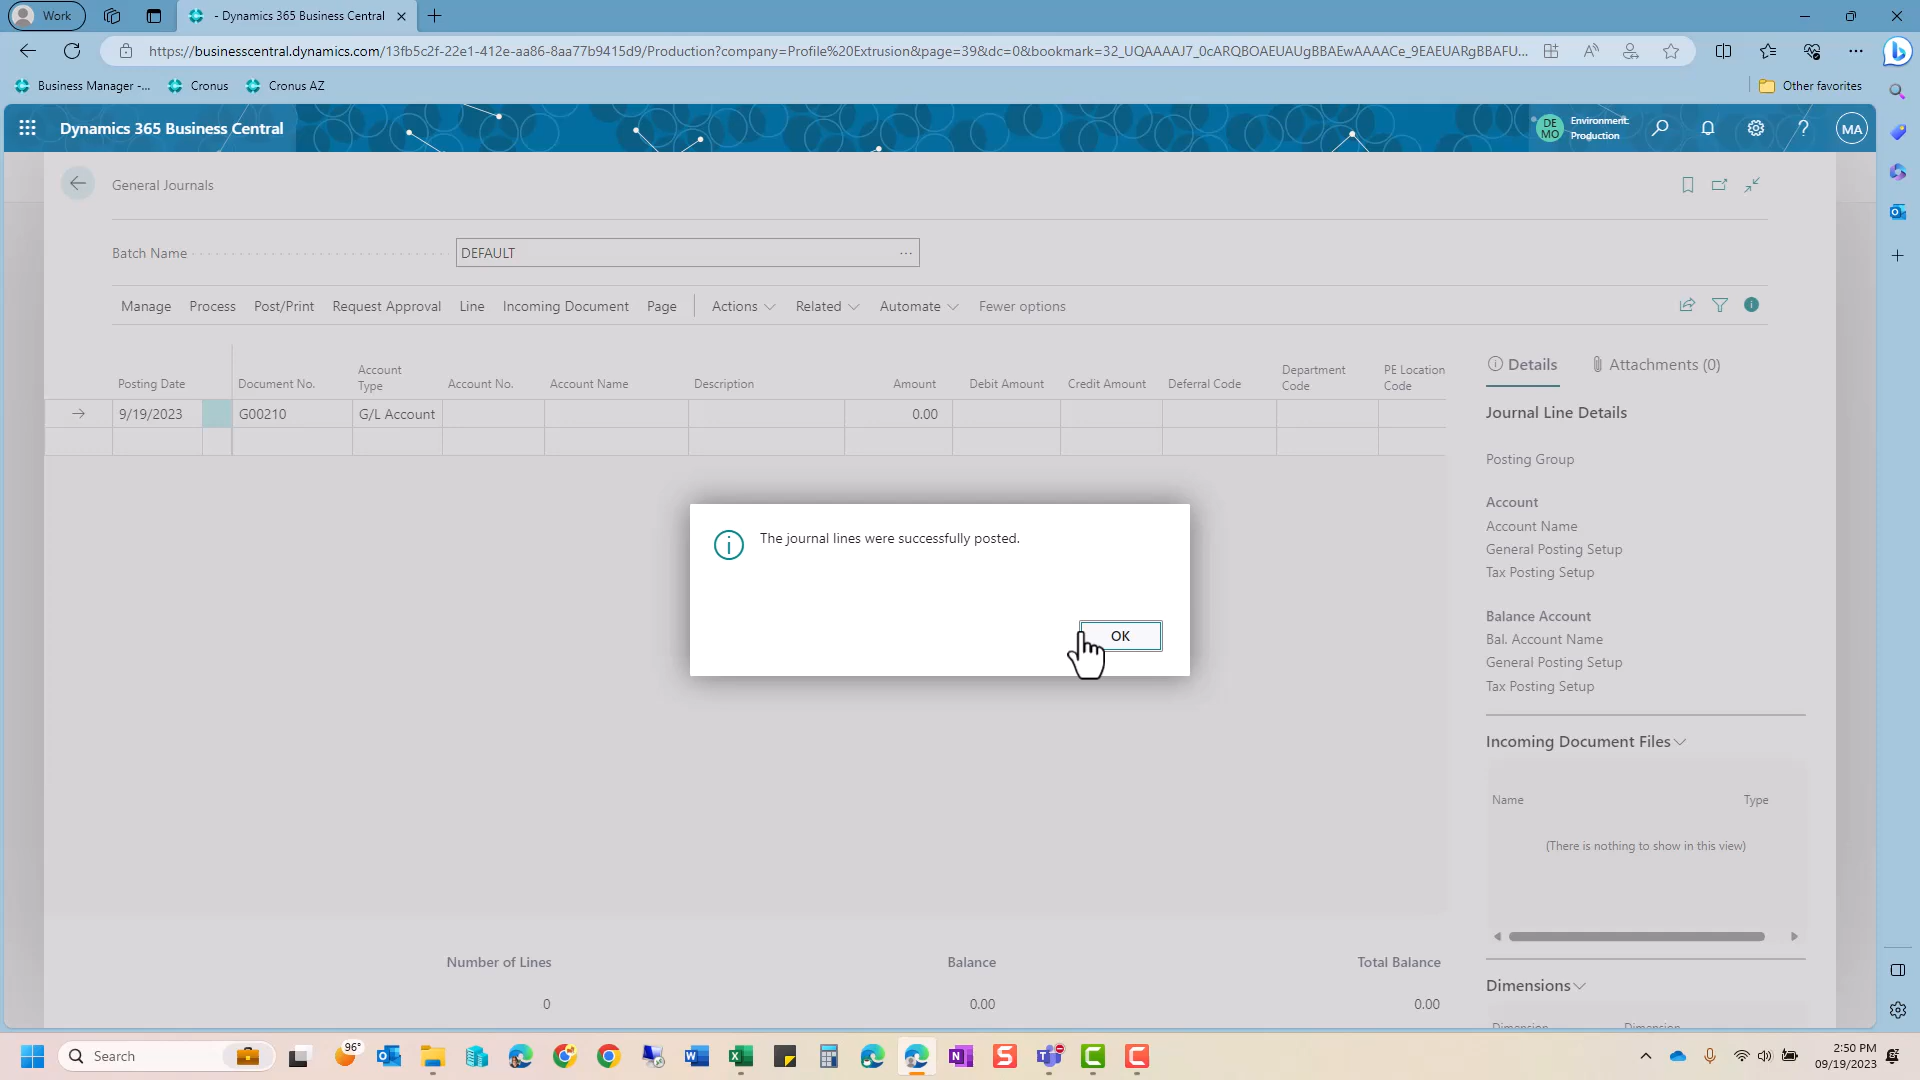 Work
- Dynamics 365 Business Central
https://businesscentral.dynamics.com/13fb5c2f-22e1-412e-aa86-8aa77b9415d9/Production?company=Profile%20Extrusion&page=39&dc=0&bookmark=32_UQAAAAJ7_0cARQBOAEUAUgBBAEwAAAACe_9EAEUARgBBAFU...
Business Manager -...
Cronus
Cronus AZ
Other favorites
Dynamics 365 Business Central
DE MO
Environment:
Production
MA
General Journals
Batch Name
DEFAULT
Manage Process Post/Print Request Approval Line Incoming Document Page Actions Related Automate Fewer options
Details
Attachments (0)
Posting Date Document No. Account Type Account No. Account Name Description Amount Debit Amount Credit Amount Deferral Code Department Code PE Location Code
9/19/2023 G00210 G/L Account 0.00
Journal Line Details
Posting Group
Account
Account Name
General Posting Setup
Tax Posting Setup
Balance Account
Bal. Account Name
General Posting Setup
Tax Posting Setup
The journal lines were successfully posted.
OK
Incoming Document Files
Name Type
(There is nothing to show in this view)
Number of Lines Balance Total Balance
0 0.00 0.00
Dimensions
Dimension Dimension
Search
96°
2:50 PM
09/19/2023